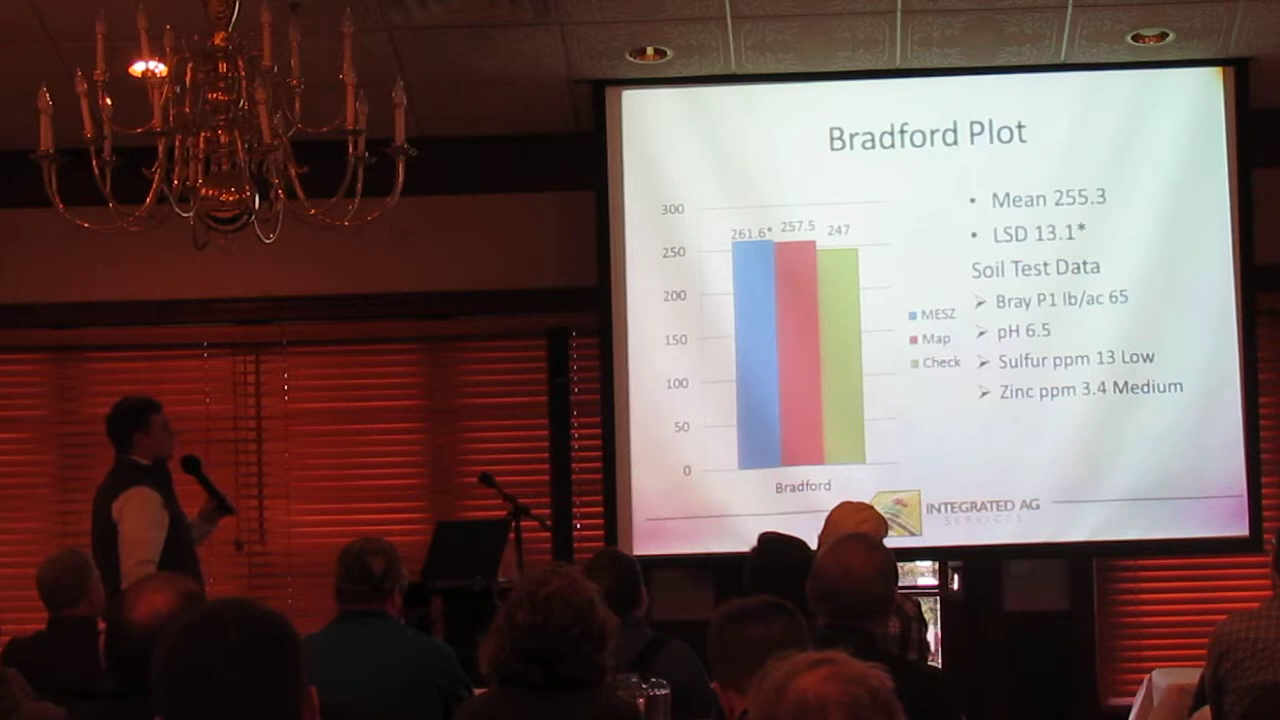 Bradford Plot
300
250
200
150
100
50
0
261.6*
257.5
247
Bradford
MESZ
Map
Check
• Mean 255.3
• LSD 13.1*
Soil Test Data
➢ Bray P1 lb/ac 65
➢ pH 6.5
➢ Sulfur ppm 13 Low
➢ Zinc ppm 3.4 Medium
INTEGRATED AG
SERVICES